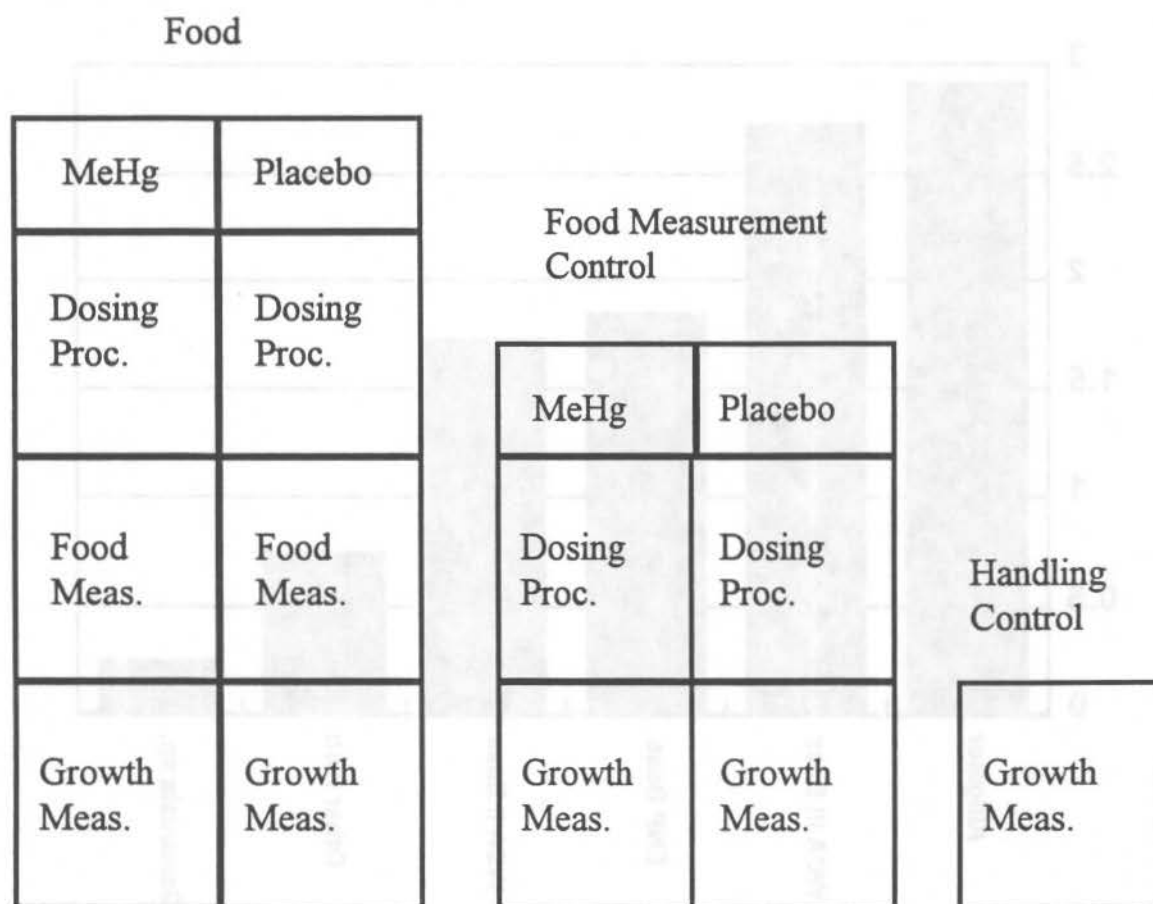 Food
MeHg Placebo
Dosing Dosing
Proc. Proc.
Food Food
Meas. Meas.
Growth Growth
Meas. Meas.
Food Measurement
Control
MeHg Placebo
Dosing Dosing
Proc. Proc.
Growth Growth
Meas. Meas.
Handling
Control
Growth
Meas.